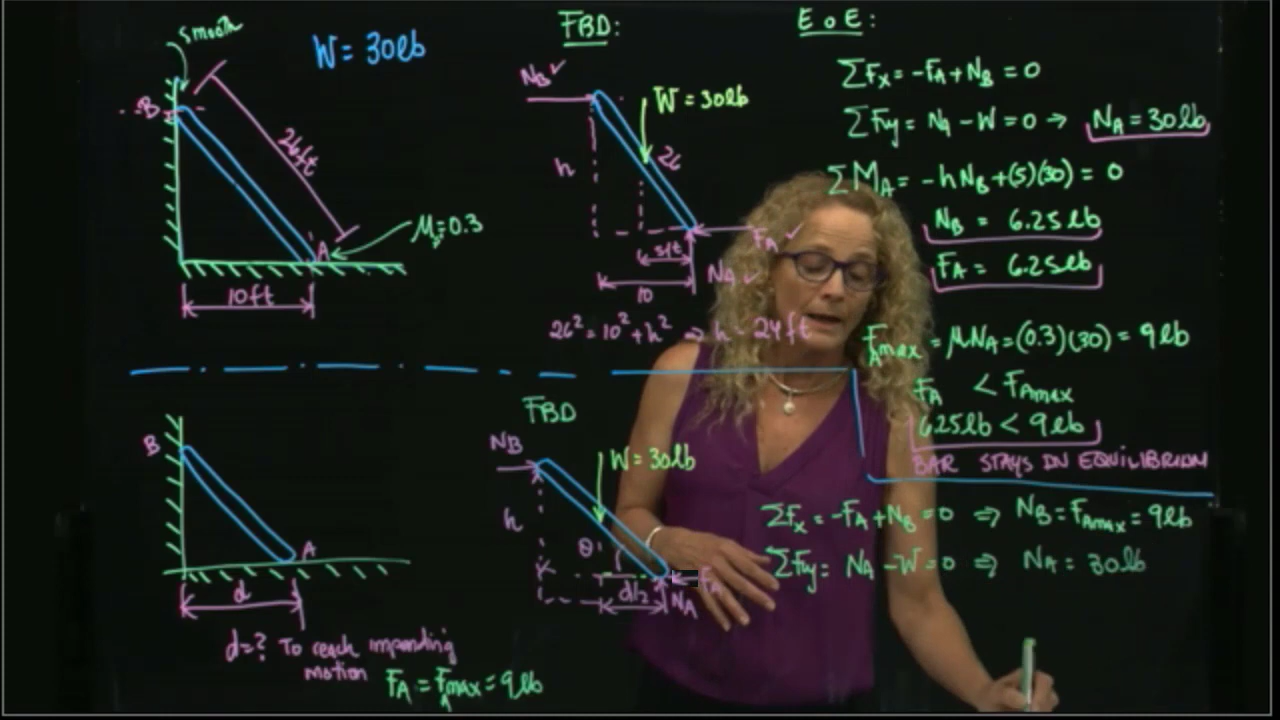 Smooth
W = 30lb
B
26ft
A
μ=0.3
10ft
FBD:
NB ✓
W = 30lb
h
26
FA ✓
5ft
NA ✓
10
26² = 10² + h² ⇒ h = 24ft
E o E:
ΣFx = -FA + NB = 0
ΣFy = NA - W = 0 ⇒ NA = 30lb
ΣMA = -hNB + (5)(30) = 0
NB = 6.25lb
FA = 6.25lb
FAmax = μNA = (0.3)(30) = 9lb
FA < FAmax
6.25lb < 9lb
BAR STAYS IN EQUILIBRIUM
B
A
d
d=? To reach impending
motion
FA = FAmax = 9lb
FBD
NB
W = 30lb
h
θ
d/2
FA
NA
ΣFx = -FA + NB = 0 ⇒ NB = FAmax = 9lb
ΣFy = NA - W = 0 ⇒ NA = 30lb